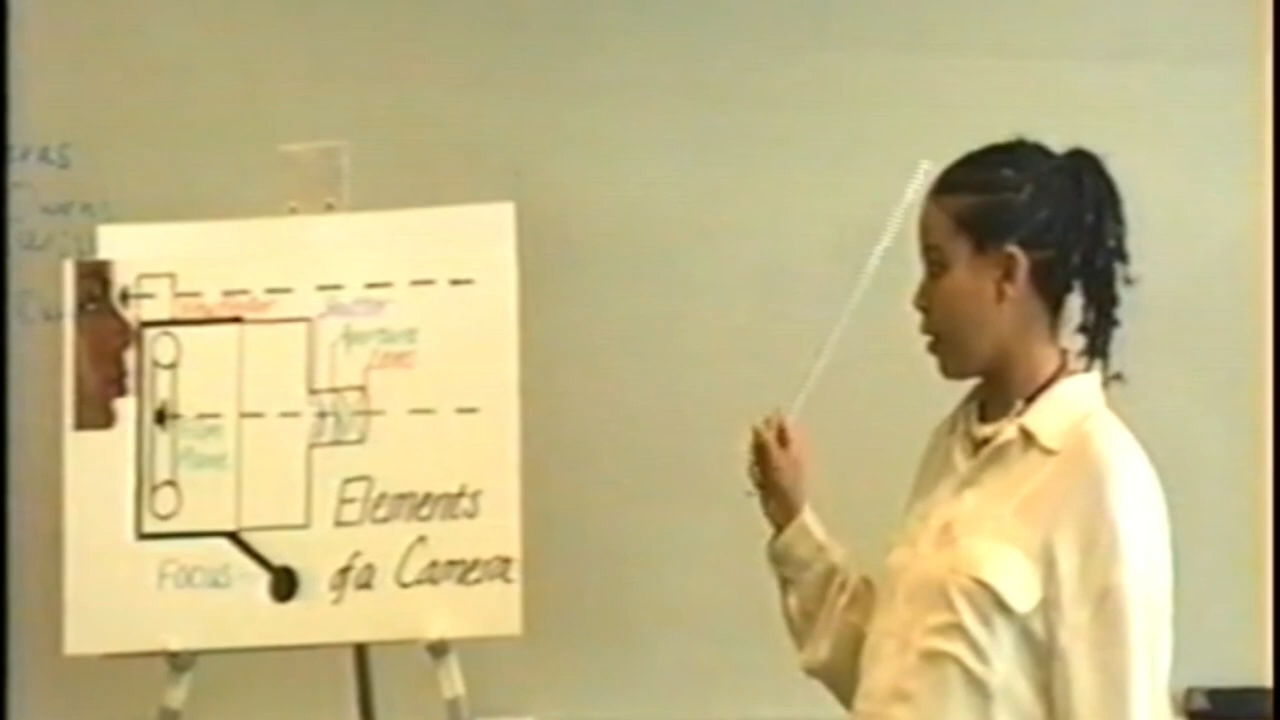 Viewfinder
Shutter
Aperture
Lens
Film
Plane
Elements
of a Camera
Focus